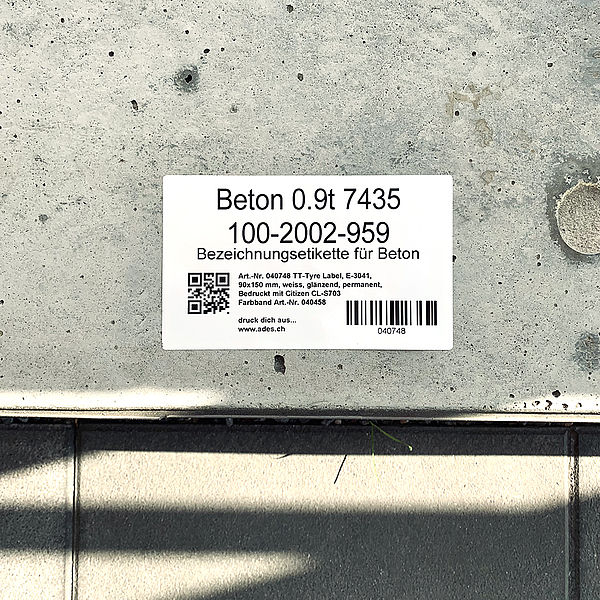 Beton 0.9t 7435
100-2002-959
Bezeichnungsetikette für Beton
Art.-Nr. 040748 TT-Tyre Label, E-3041,
90x150 mm, weiss, glänzend, permanent,
Bedruckt mit Citizen CL-S703
Farbband Art.-Nr. 040458
druck dich aus...
www.ades.ch
040748